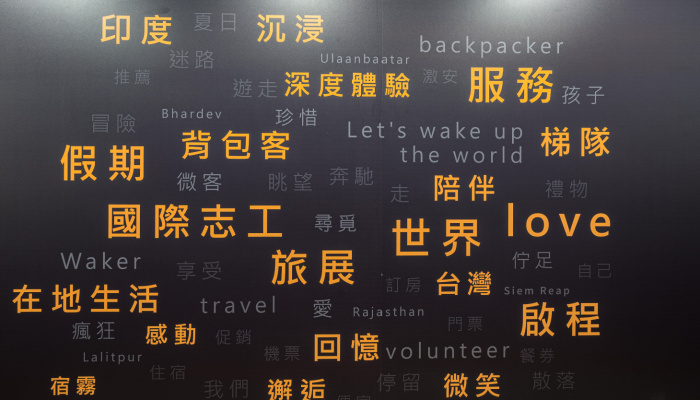 印度 夏日 沉浸
backpacker
迷路 Ulaanbaatar
推薦 遊走 深度體驗 激安 服務 孩子
Bhardev 珍惜
冒險 Let's wake up
背包客 the world 梯隊
假期 微客 眺望 奔馳 走 陪伴 禮物
國際志工 尋覓 世界 love
Waker 享受 旅展 佇足 自己
訂房 台灣 Siem Reap
在地生活 travel 愛 Rajasthan 啟程
瘋狂 感動 促銷 門票
Lalitpur 機票 回憶 volunteer 餐券
宿霧 住宿 我們 邂逅 停留 微笑 散落